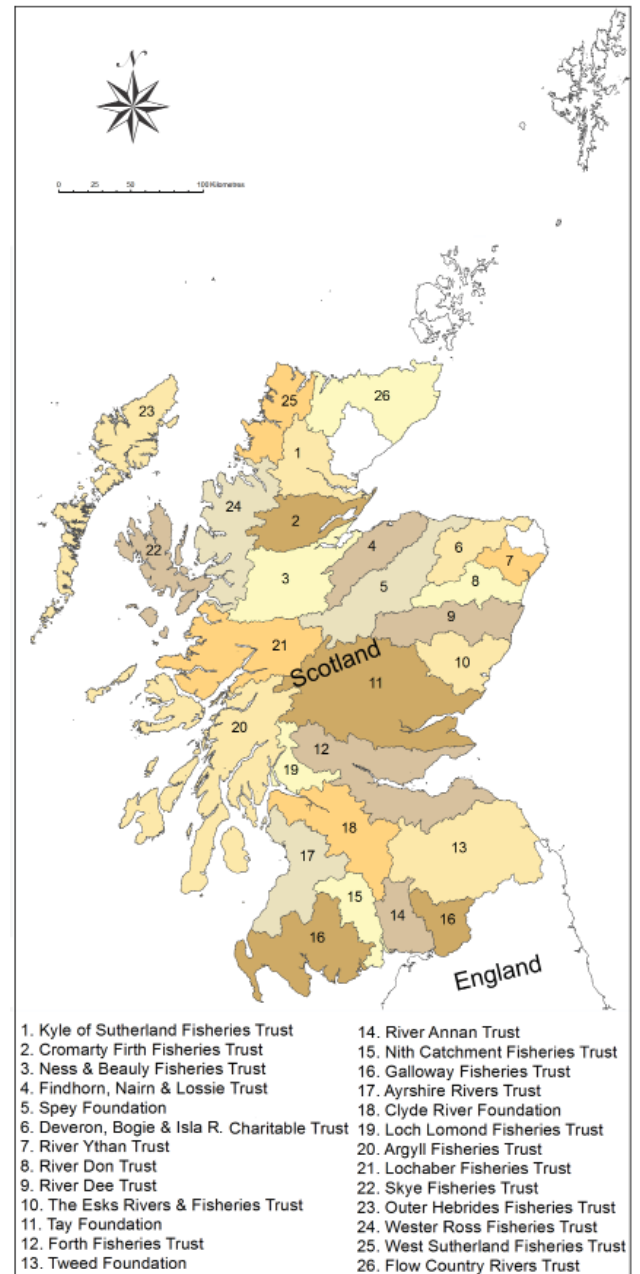 N
0 25 50 100 Kilometres
23
25
26
1
24
2
22
4
6
7
3
5
8
9
21
10
Scotland
11
20
12
19
18
13
17
15
14
16
16
England
1. Kyle of Sutherland Fisheries Trust
2. Cromarty Firth Fisheries Trust
3. Ness & Beauly Fisheries Trust
4. Findhorn, Nairn & Lossie Trust
5. Spey Foundation
6. Deveron, Bogie & Isla R. Charitable Trust
7. River Ythan Trust
8. River Don Trust
9. River Dee Trust
10. The Esks Rivers & Fisheries Trust
11. Tay Foundation
12. Forth Fisheries Trust
13. Tweed Foundation
14. River Annan Trust
15. Nith Catchment Fisheries Trust
16. Galloway Fisheries Trust
17. Ayrshire Rivers Trust
18. Clyde River Foundation
19. Loch Lomond Fisheries Trust
20. Argyll Fisheries Trust
21. Lochaber Fisheries Trust
22. Skye Fisheries Trust
23. Outer Hebrides Fisheries Trust
24. Wester Ross Fisheries Trust
25. West Sutherland Fisheries Trust
26. Flow Country Rivers Trust